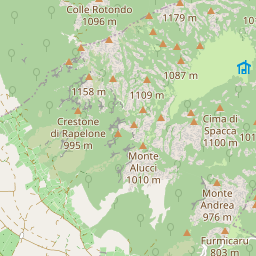 Colle Rotondo
1096 m
1179 m
1087 m
1158 m
1109 m
Crestone
di Rapelone
995 m
Cima di
Spacca
1100 m
Monte
Alucci
1010 m
Monte
Andrea
976 m
Furmicaru
803 m